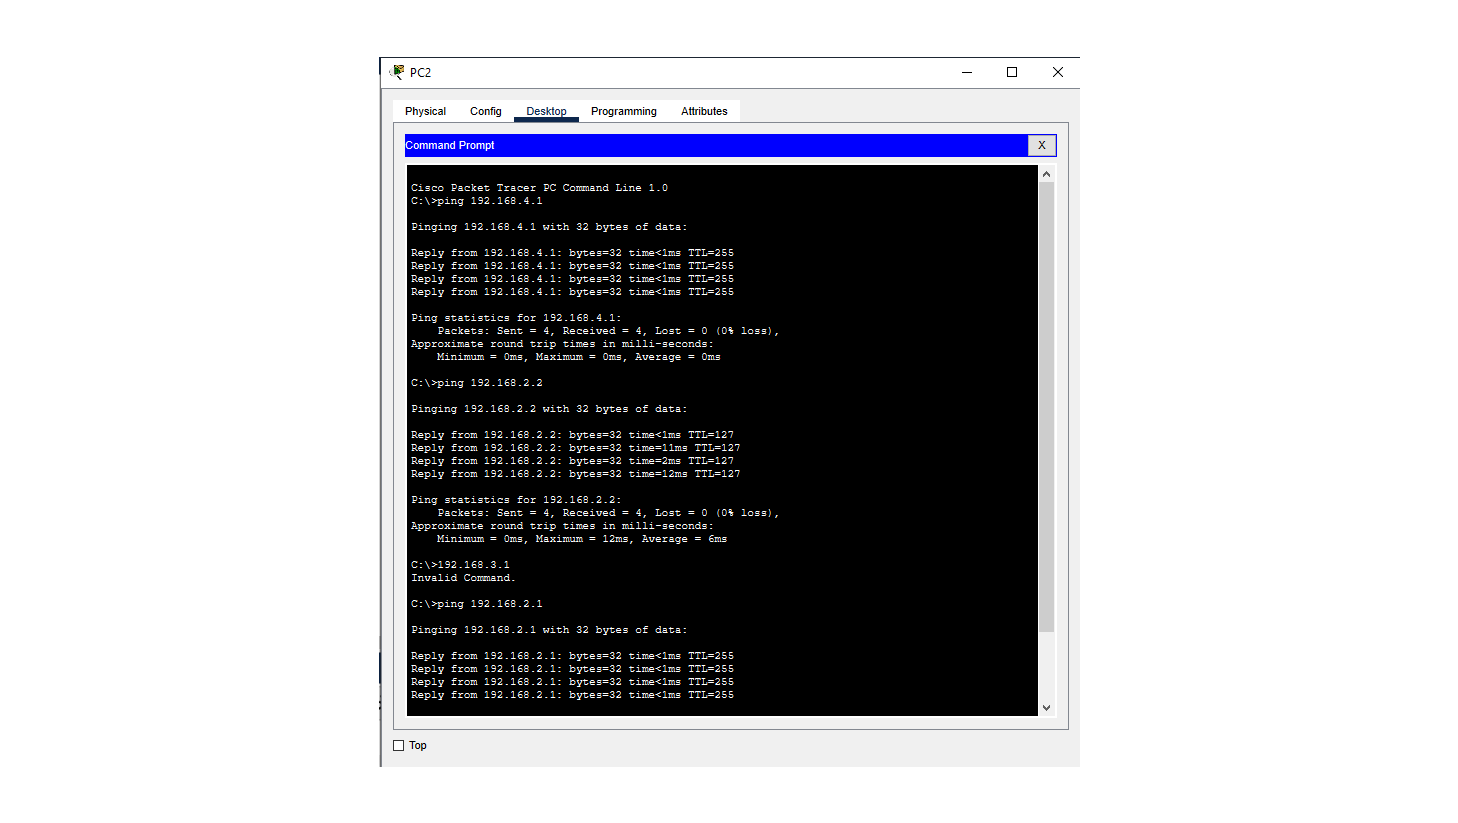 PC2
Physical Config Desktop Programming Attributes
Command Prompt X
Cisco Packet Tracer PC Command Line 1.0
C:\>ping 192.168.4.1
Pinging 192.168.4.1 with 32 bytes of data:
Reply from 192.168.4.1: bytes=32 time<1ms TTL=255
Reply from 192.168.4.1: bytes=32 time<1ms TTL=255
Reply from 192.168.4.1: bytes=32 time<1ms TTL=255
Reply from 192.168.4.1: bytes=32 time<1ms TTL=255
Ping statistics for 192.168.4.1:
Packets: Sent = 4, Received = 4, Lost = 0 (0% loss),
Approximate round trip times in milli-seconds:
Minimum = 0ms, Maximum = 0ms, Average = 0ms
C:\>ping 192.168.2.2
Pinging 192.168.2.2 with 32 bytes of data:
Reply from 192.168.2.2: bytes=32 time<1ms TTL=127
Reply from 192.168.2.2: bytes=32 time=11ms TTL=127
Reply from 192.168.2.2: bytes=32 time=2ms TTL=127
Reply from 192.168.2.2: bytes=32 time=12ms TTL=127
Ping statistics for 192.168.2.2:
Packets: Sent = 4, Received = 4, Lost = 0 (0% loss),
Approximate round trip times in milli-seconds:
Minimum = 0ms, Maximum = 12ms, Average = 6ms
C:\>192.168.3.1
Invalid Command.
C:\>ping 192.168.2.1
Pinging 192.168.2.1 with 32 bytes of data:
Reply from 192.168.2.1: bytes=32 time<1ms TTL=255
Reply from 192.168.2.1: bytes=32 time<1ms TTL=255
Reply from 192.168.2.1: bytes=32 time<1ms TTL=255
Reply from 192.168.2.1: bytes=32 time<1ms TTL=255
Top